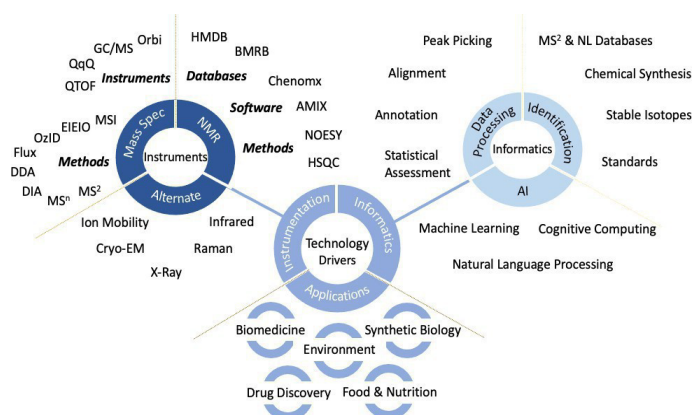 Orbi
GC/MS
QqQ
QTOF
Instruments
Mass Spec
MSI
EIEIO
OzID
Flux
Methods
DDA
DIA
MSⁿ
MS²
HMDB
BMRB
Databases
Chenomx
Software
AMIX
NMR
NOESY
Methods
HSQC
Instruments
Alternate
Ion Mobility
Infrared
Cryo-EM
Raman
X-Ray
Peak Picking
Alignment
Annotation
Statistical
Assessment
Data
Processing
MS² & NL Databases
Chemical Synthesis
Identification
Stable Isotopes
Standards
Informatics
AI
Machine Learning
Cognitive Computing
Natural Language Processing
Instrumentation
Informatics
Technology
Drivers
Applications
Biomedicine
Synthetic Biology
Environment
Drug Discovery
Food & Nutrition